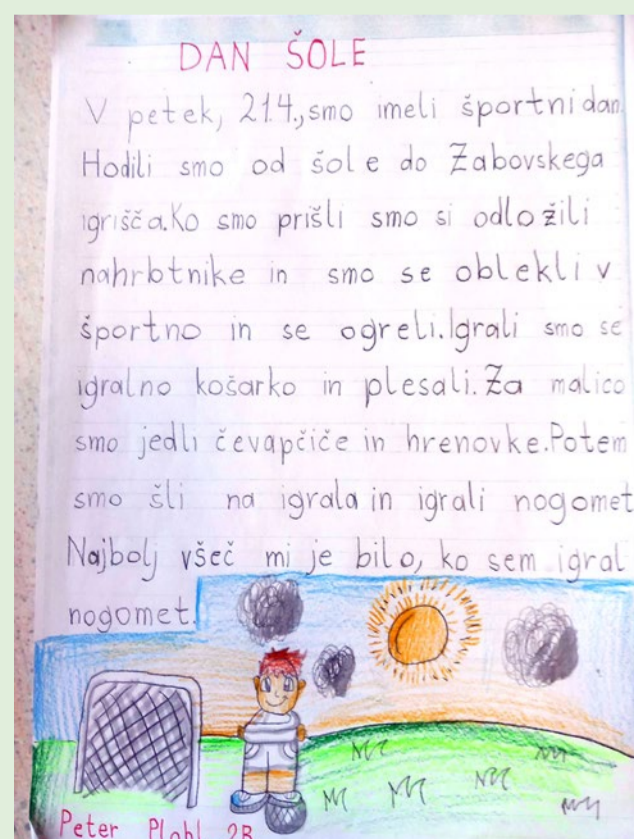 DAN ŠOLE
V petek, 21.4., smo imeli športni dan.
Hodili smo od šole do Žabovskega
igrišča. Ko smo prišli smo si odložili
nahrbtnike in smo se oblekli v
športno in se ogreli. Igrali smo se
igralno košarko in plesali. Za malico
smo jedli čevapčiče in hrenovke. Potem
smo šli na igrala in igrali nogomet
Najbolj všeč mi je bilo, ko sem igral
nogomet.
Peter Plohl 2B